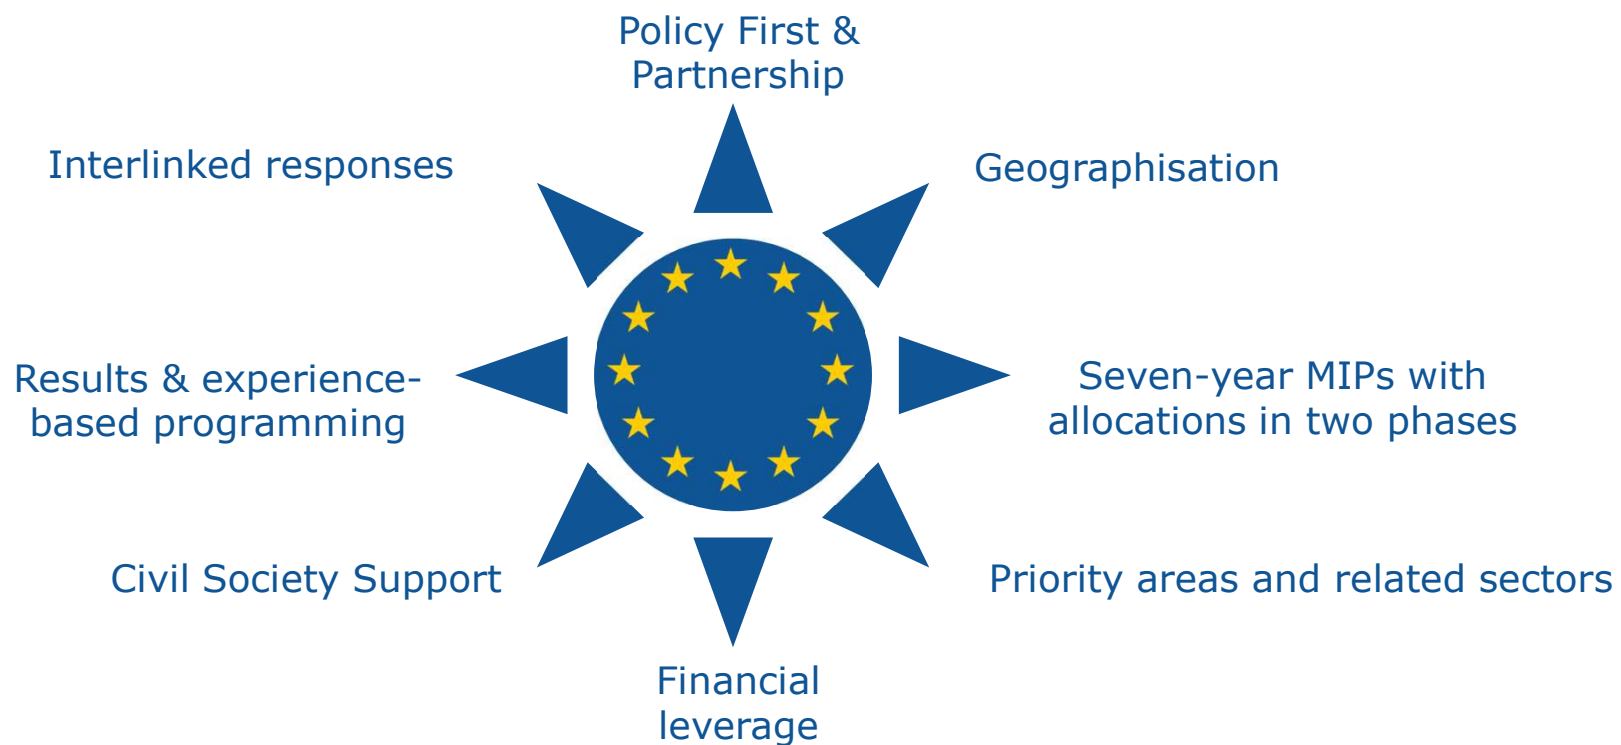 Policy First &
Partnership
Interlinked responses
Geographisation
Results & experience-
based programming
Seven-year MIPs with
allocations in two phases
Civil Society Support
Priority areas and related sectors
Financial
leverage